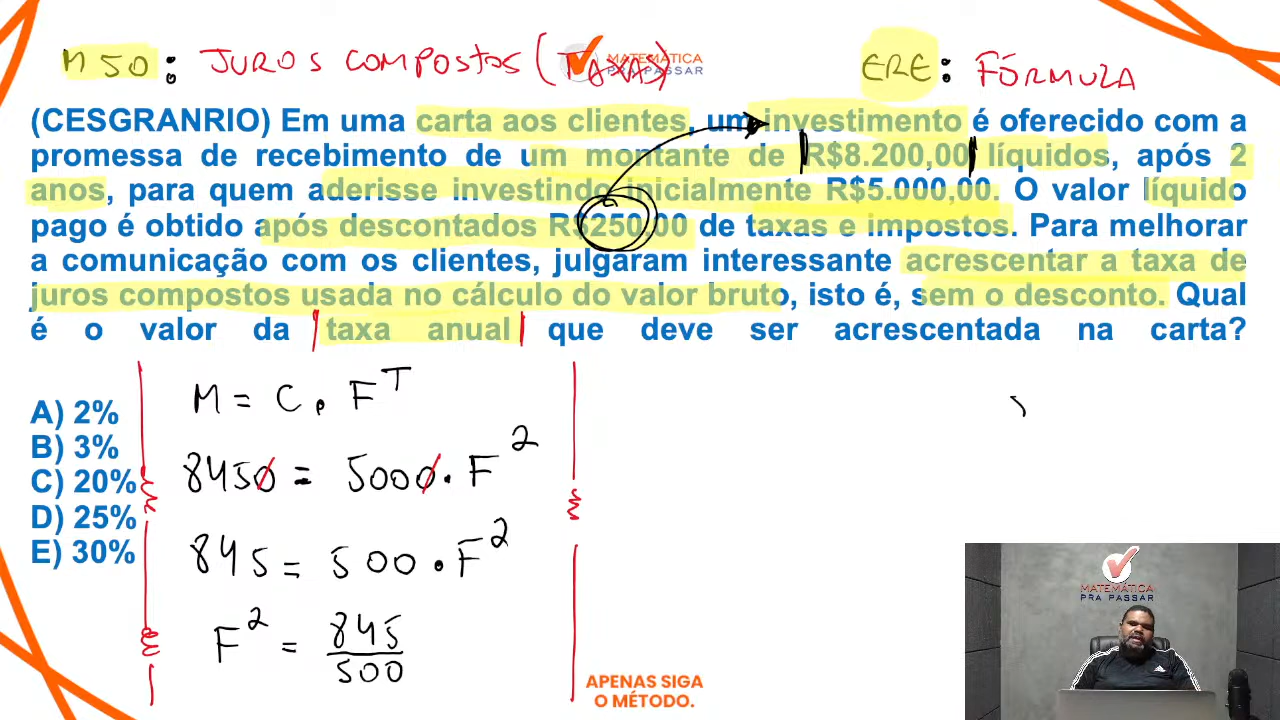 M50: JUROS COMPOSTOS (TAXAS)
MATEMÁTICA
PRA PASSAR
ERE: FÓRMULA
(CESGRANRIO) Em uma carta aos clientes, um investimento é oferecido com a
promessa de recebimento de um montante de R$8.200,00 líquidos, após 2
anos, para quem aderisse investindo inicialmente R$5.000,00. O valor líquido
pago é obtido após descontados R$250,00 de taxas e impostos. Para melhorar
a comunicação com os clientes, julgaram interessante acrescentar a taxa de
juros compostos usada no cálculo do valor bruto, isto é, sem o desconto. Qual
é o valor da taxa anual que deve ser acrescentada na carta?
A) 2%
B) 3%
C) 20%
D) 25%
E) 30%
M = C . F^T
8450 = 5000 . F^2
845 = 500 . F^2
F^2 = 845/500
MATEMÁTICA
PRA PASSAR
APENAS SIGA
O MÉTODO.